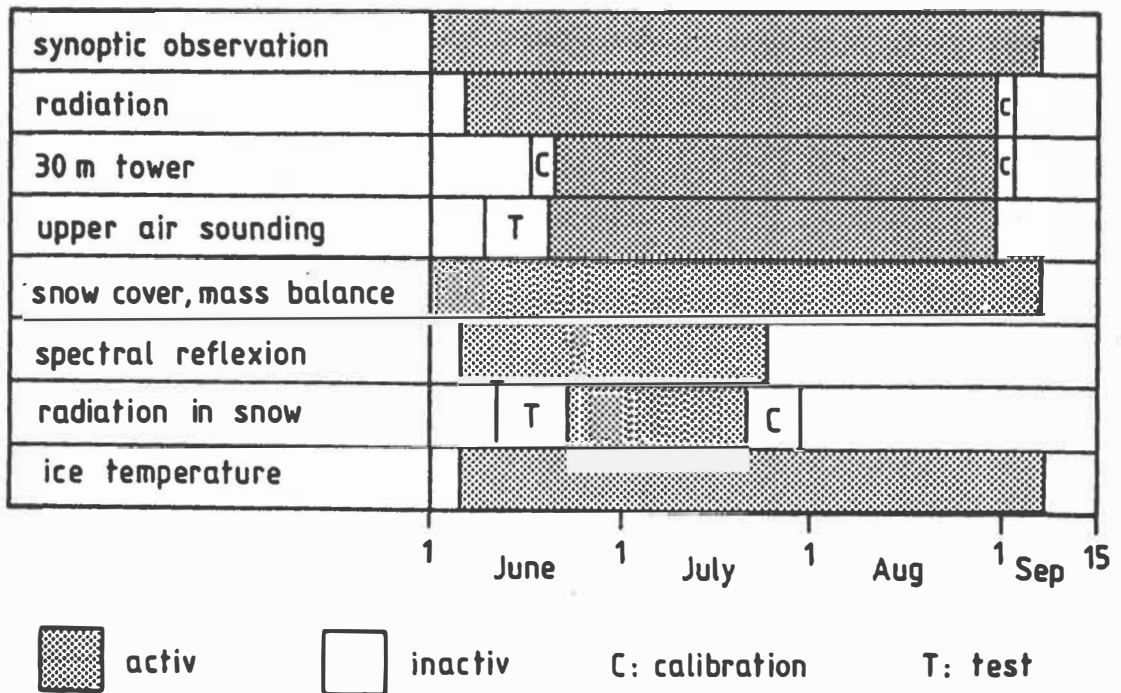 synoptic observation
radiation C
30 m tower C C
upper air sounding T
snow cover, mass balance
spectral reflexion
radiation in snow T C
ice temperature
1 June 1 July 1 Aug 1 Sep 15
activ inactiv C: calibration T: test